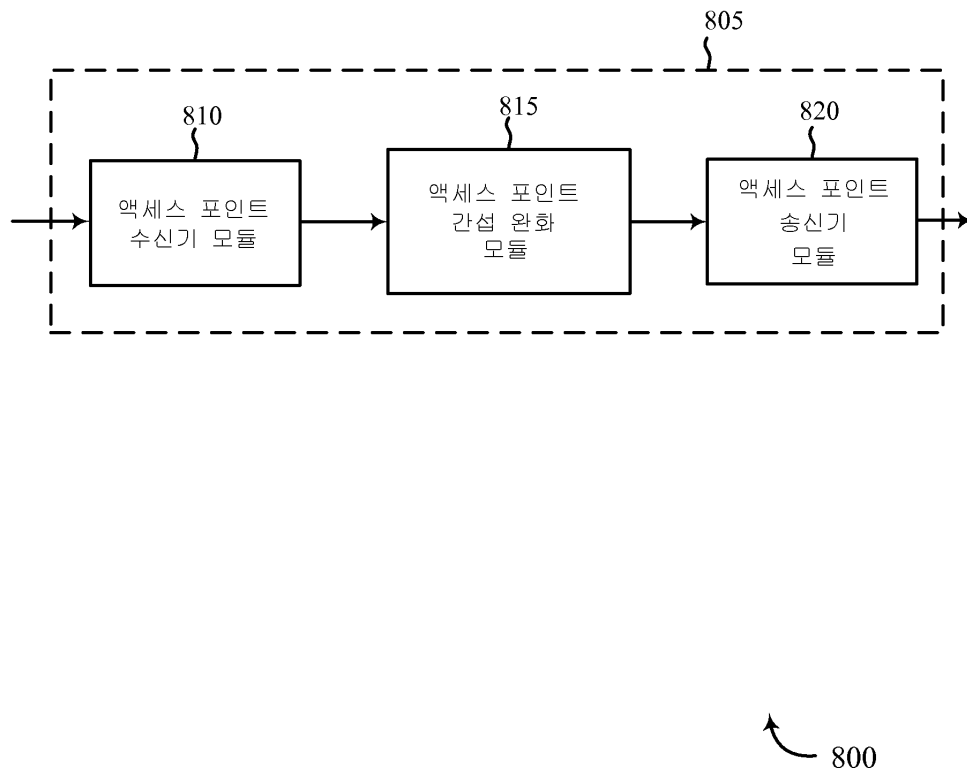 805
810
815
820
액세스 포인트
수신기 모듈
액세스 포인트
간섭 완화
모듈
액세스 포인트
송신기
모듈
800